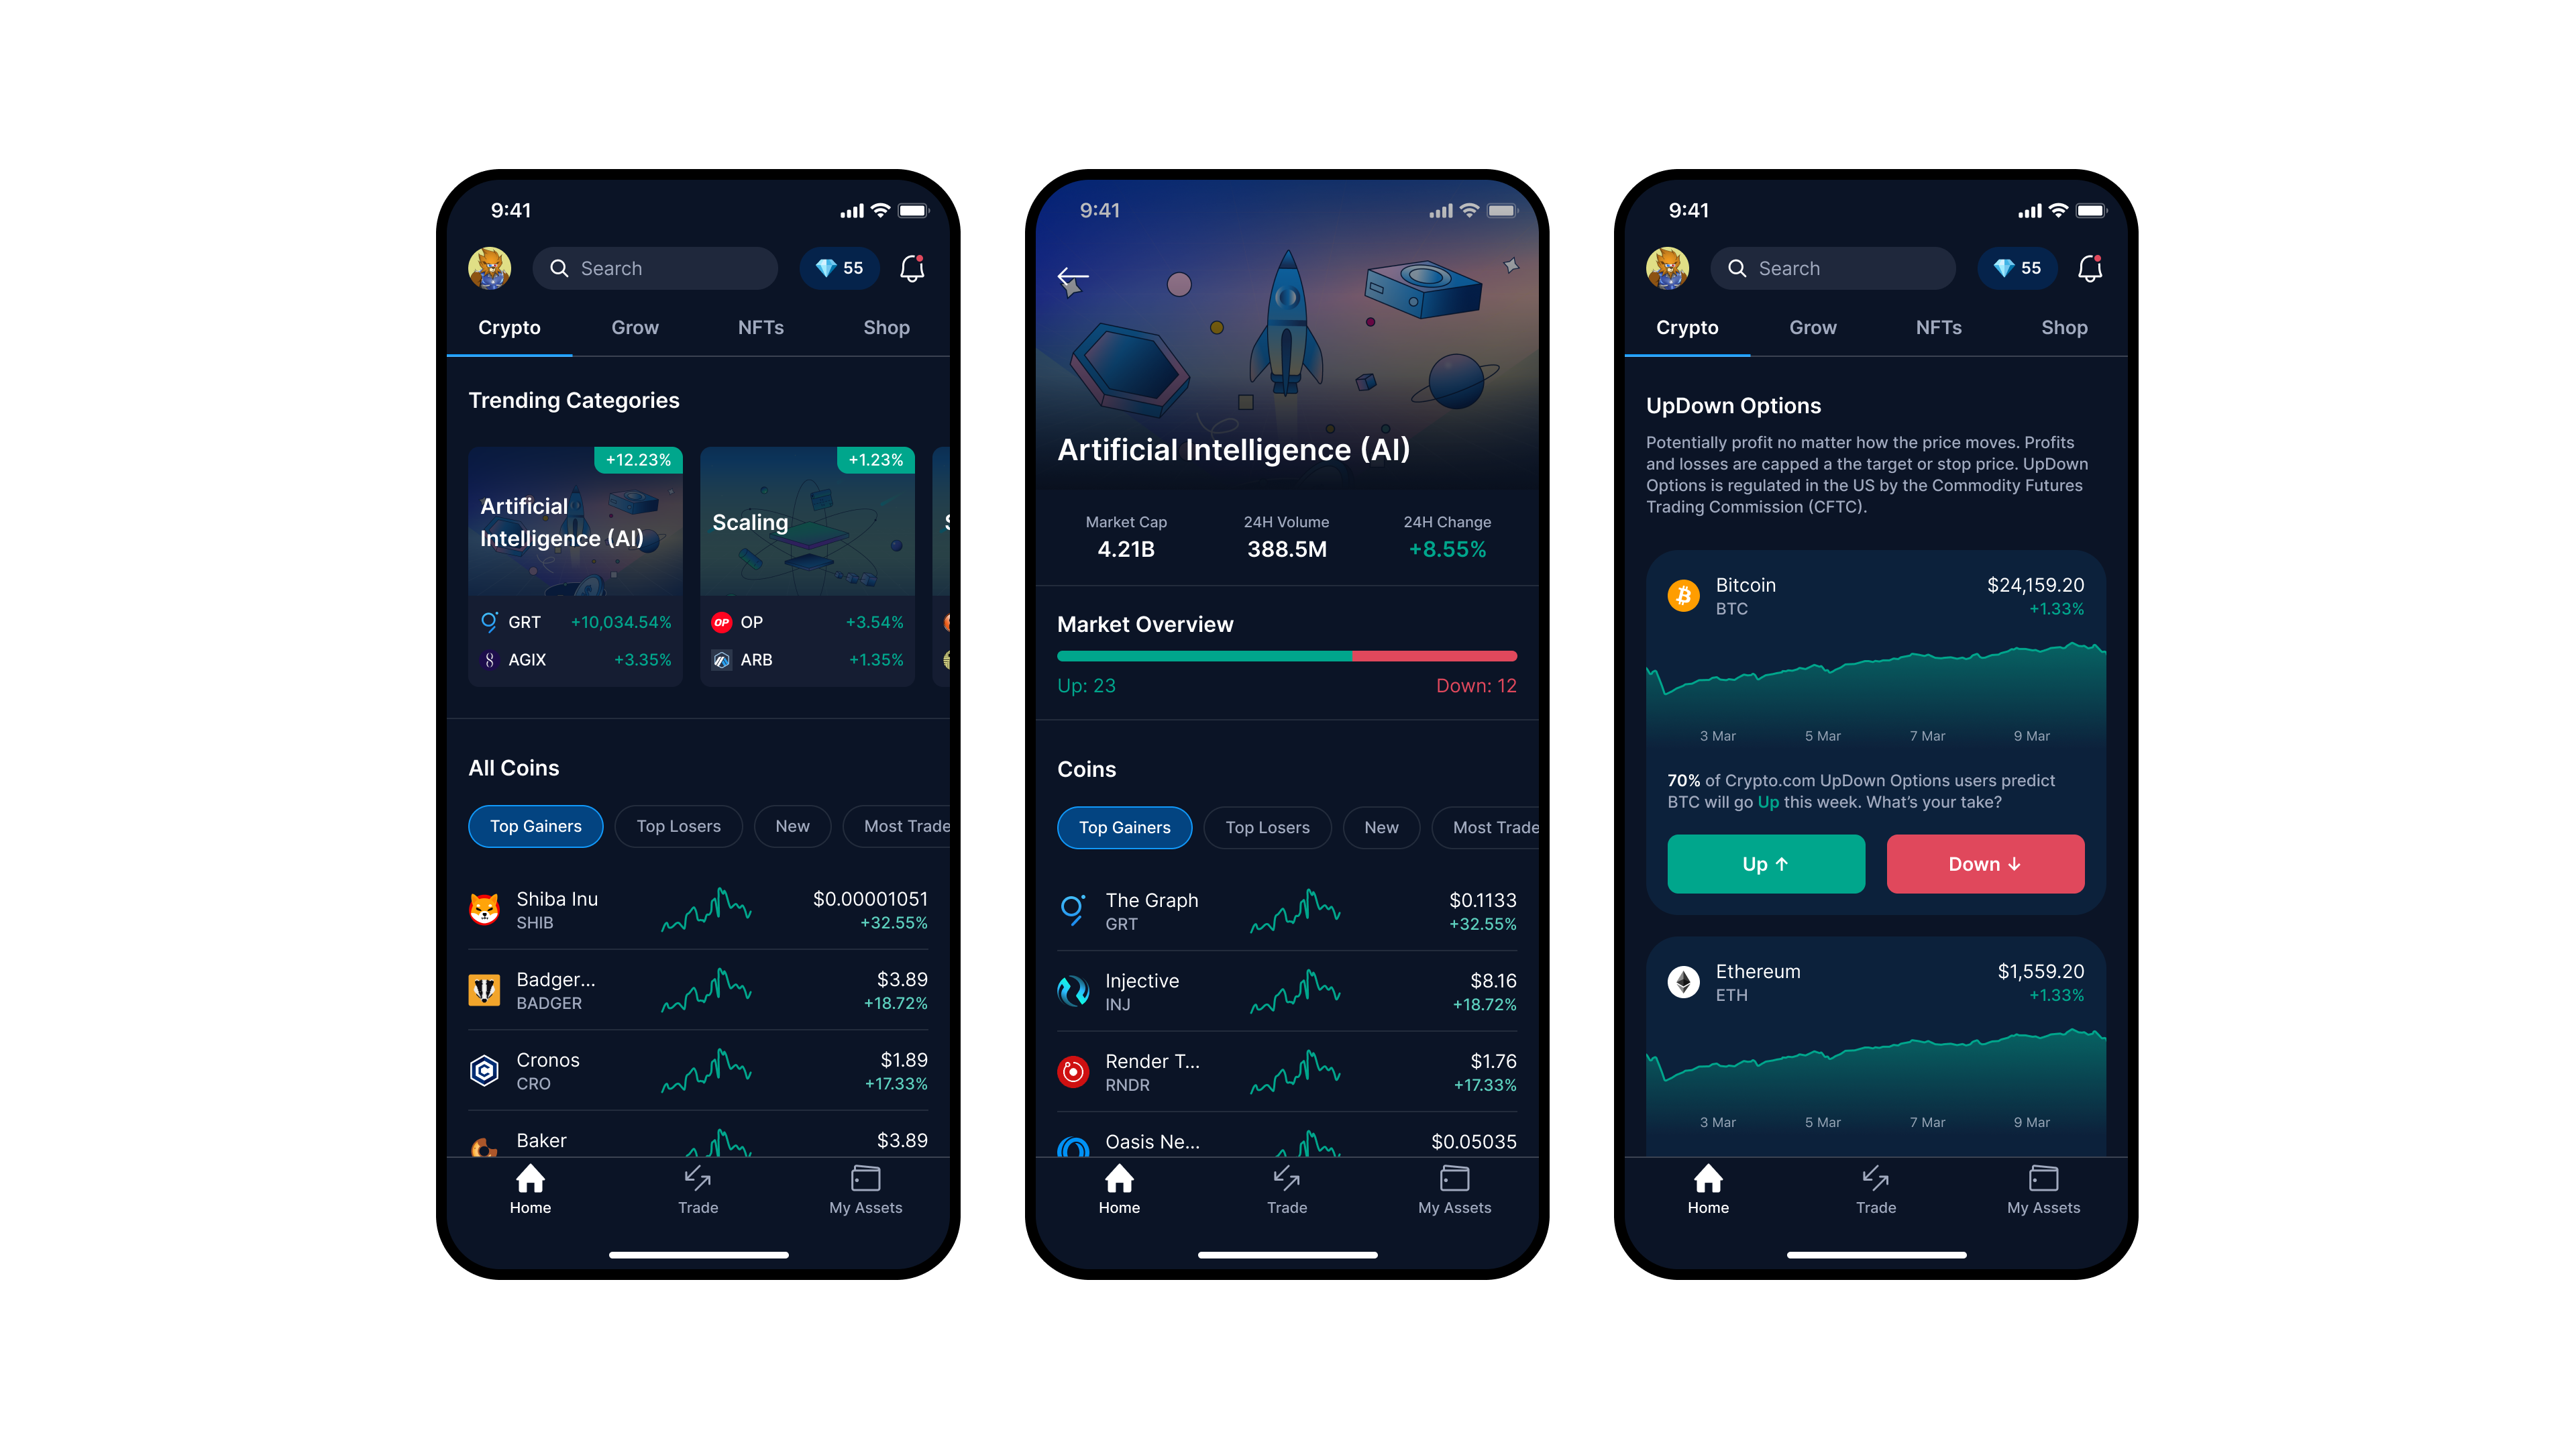 9:41
Search
55
Crypto Grow NFTs Shop
Trending Categories
+12.23%
Artificial
Intelligence (AI)
GRT +10,034.54%
AGIX +3.35%
+1.23%
Scaling
OP OP +3.54%
ARB +1.35%
All Coins
Top Gainers Top Losers New Most Trade
Shiba Inu $0.00001051
SHIB +32.55%
Badger... $3.89
BADGER +18.72%
Cronos $1.89
CRO +17.33%
Baker $3.89
Home Trade My Assets
9:41
Artificial Intelligence (AI)
Market Cap 24H Volume 24H Change
4.21B 388.5M +8.55%
Market Overview
Up: 23 Down: 12
Coins
Top Gainers Top Losers New Most Trade
The Graph $0.1133
GRT +32.55%
Injective $8.16
INJ +18.72%
Render T... $1.76
RNDR +17.33%
Oasis Ne... $0.05035
Home Trade My Assets
9:41
Search
55
Crypto Grow NFTs Shop
UpDown Options
Potentially profit no matter how the price moves. Profits
and losses are capped a the target or stop price. UpDown
Options is regulated in the US by the Commodity Futures
Trading Commission (CFTC).
Bitcoin $24,159.20
BTC +1.33%
3 Mar 5 Mar 7 Mar 9 Mar
70% of Crypto.com UpDown Options users predict
BTC will go Up this week. What's your take?
Up ↑ Down ↓
Ethereum $1,559.20
ETH +1.33%
3 Mar 5 Mar 7 Mar 9 Mar
Home Trade My Assets